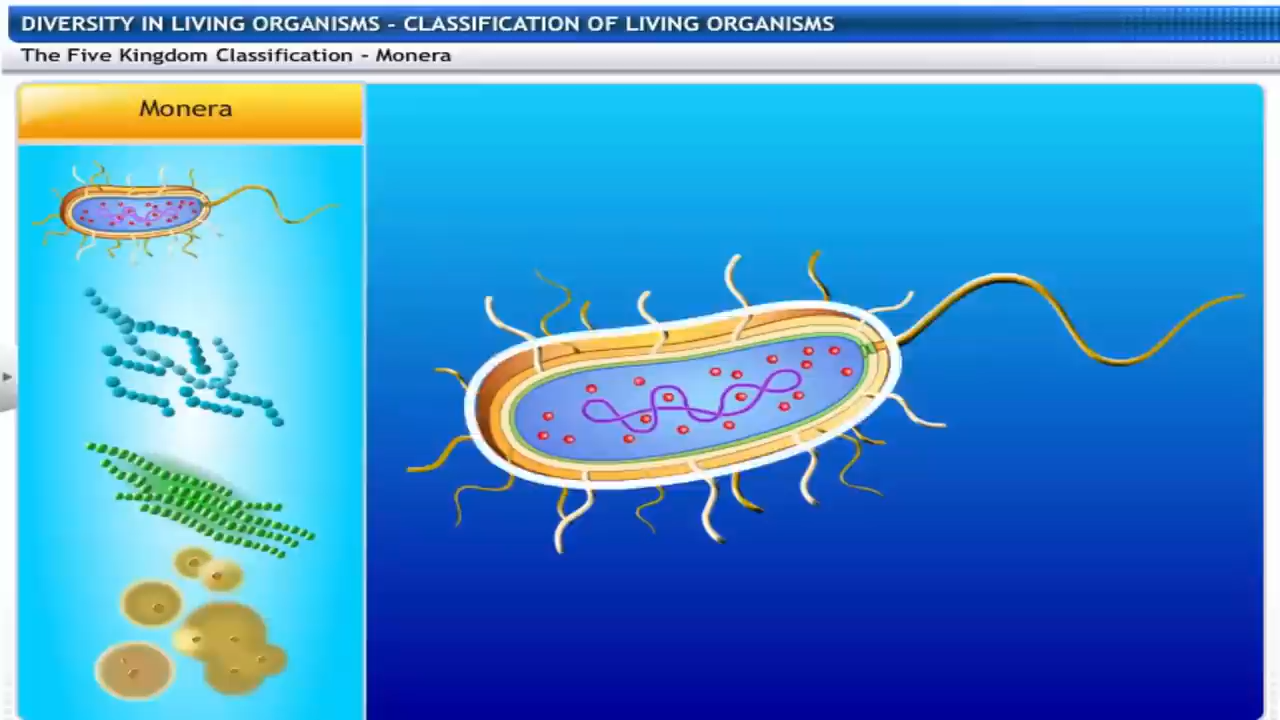 DIVERSITY IN LIVING ORGANISMS - CLASSIFICATION OF LIVING ORGANISMS
The Five Kingdom Classification - Monera
Monera